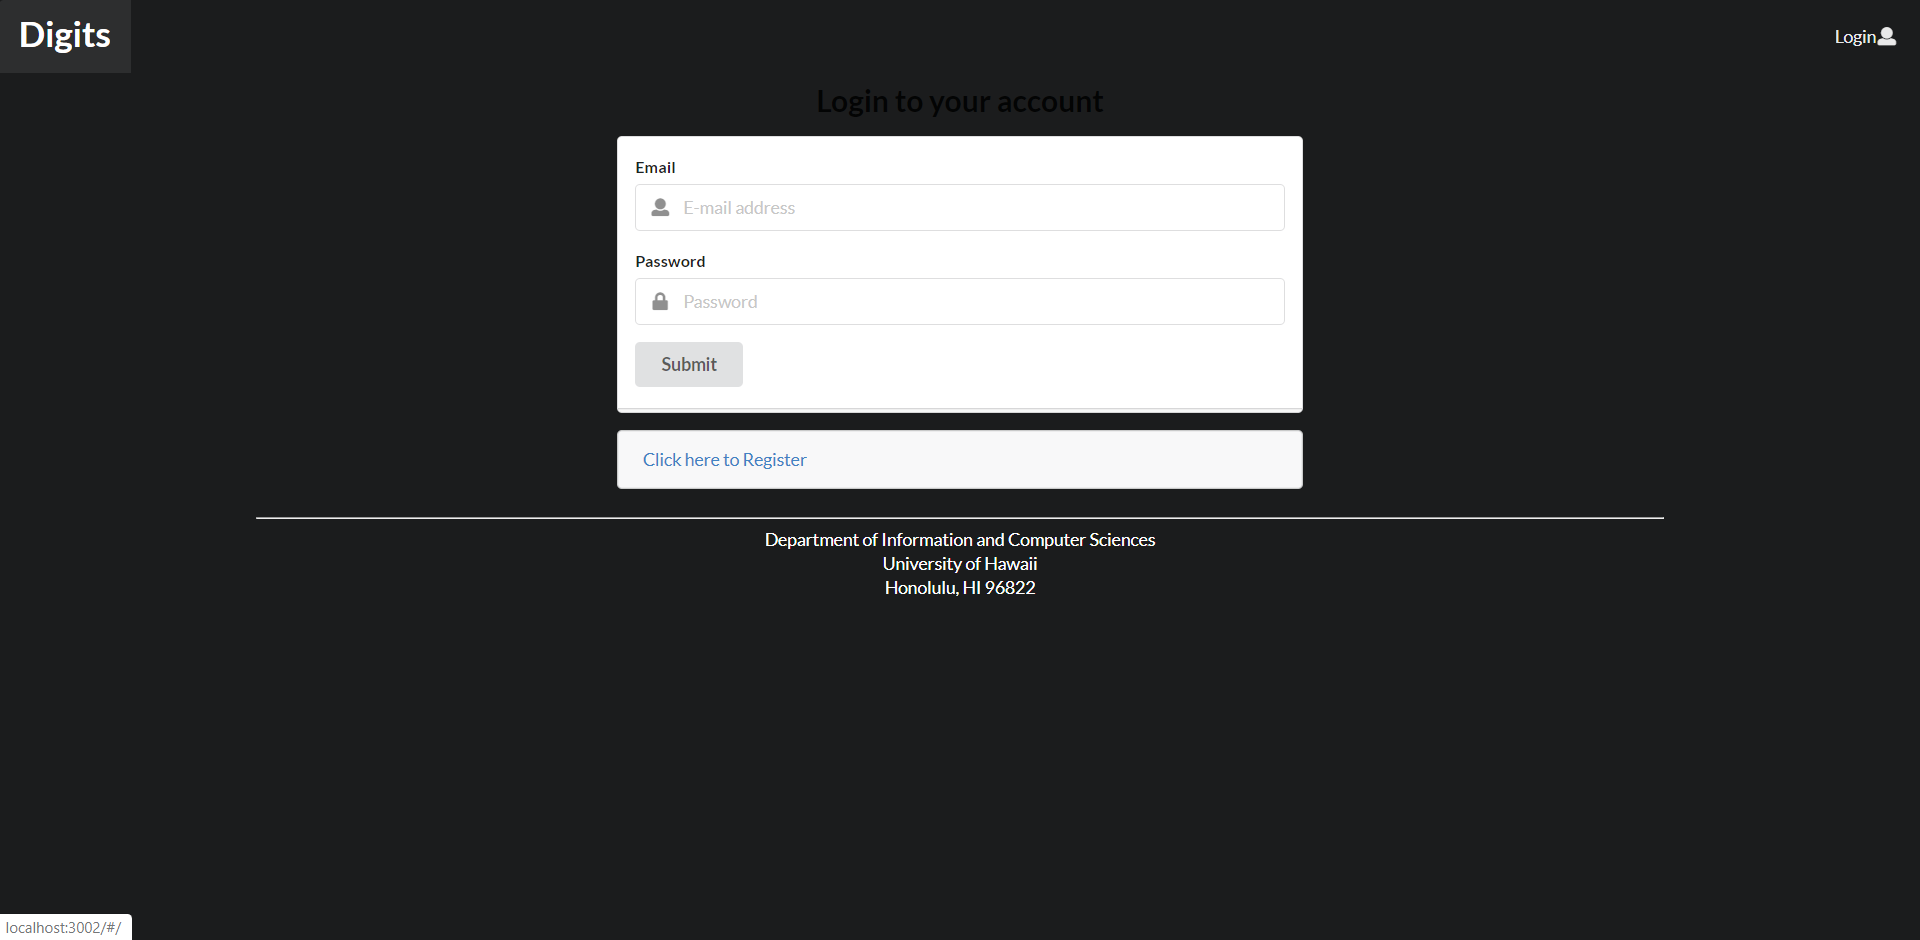 Digits
Login
Login to your account
Email
E-mail address
Password
Password
Submit
Click here to Register
Department of Information and Computer Sciences
University of Hawaii
Honolulu, HI 96822
localhost:3002/#/